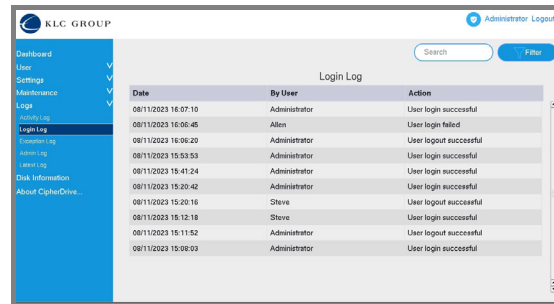 KLC GROUP
Administrator Logout
Search
Filter
Dashboard
User
Settings
Maintenance
Logs
Activity Log
Login Log
Exception Log
Admin Log
Latest Log
Disk Information
About CipherDrive...
Login Log
Date By User Action
08/11/2023 16:07:10 Administrator User login successful
08/11/2023 16:06:45 Allen User login failed
08/11/2023 16:06:20 Administrator User logout successful
08/11/2023 15:53:53 Administrator User login successful
08/11/2023 15:41:24 Administrator User login successful
08/11/2023 15:20:42 Administrator User login successful
08/11/2023 15:20:16 Steve User logout successful
08/11/2023 15:12:18 Steve User login successful
08/11/2023 15:11:52 Administrator User logout successful
08/11/2023 15:08:03 Administrator User login successful